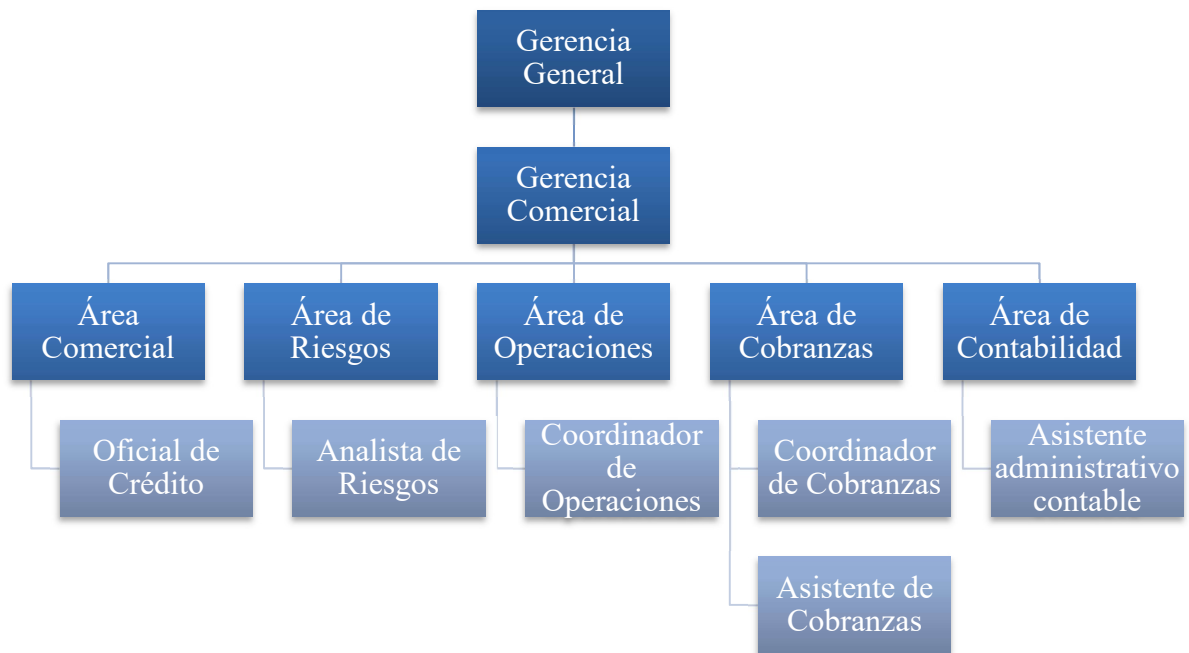 Gerencia
General
Gerencia
Comercial
Área
Comercial
Área de
Riesgos
Área de
Operaciones
Área de
Cobranzas
Área de
Contabilidad
Oficial de
Crédito
Analista de
Riesgos
Coordinador
de
Operaciones
Coordinador
de Cobranzas
Asistente
administrativo
contable
Asistente de
Cobranzas